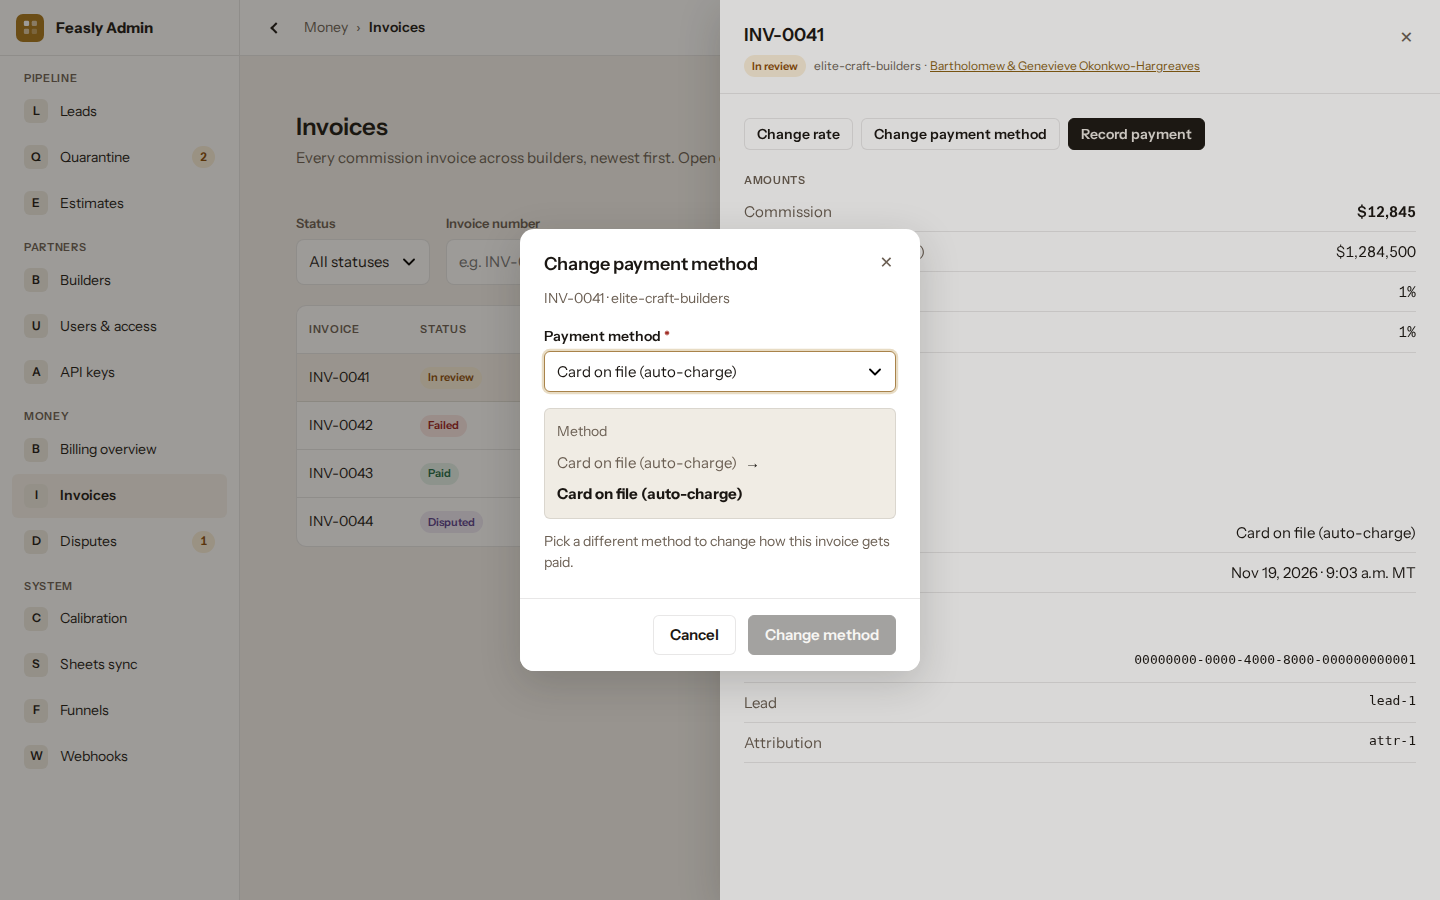 Feasly Admin
PIPELINE
L Leads
Q Quarantine 2
E Estimates
PARTNERS
B Builders
U Users & access
A API keys
MONEY
B Billing overview
I Invoices
D Disputes 1
SYSTEM
C Calibration
S Sheets sync
F Funnels
W Webhooks
Money › Invoices
Invoices
Every commission invoice across builders, newest first. Open
Status
Invoice number
All statuses
e.g. INV-
INVOICE STATUS
INV-0041 In review
INV-0042 Failed
INV-0043 Paid
INV-0044 Disputed
INV-0041
In review elite-craft-builders · Bartholomew & Genevieve Okonkwo-Hargreaves
Change rate
Change payment method
Record payment
AMOUNTS
Commission $12,845
) $1,284,500
1%
1%
Card on file (auto-charge)
Nov 19, 2026 · 9:03 a.m. MT
00000000-0000-4000-8000-000000000001
Lead lead-1
Attribution attr-1
Change payment method
INV-0041 · elite-craft-builders
Payment method *
Card on file (auto-charge)
Method
Card on file (auto-charge) →
Card on file (auto-charge)
Pick a different method to change how this invoice gets
paid.
Cancel
Change method